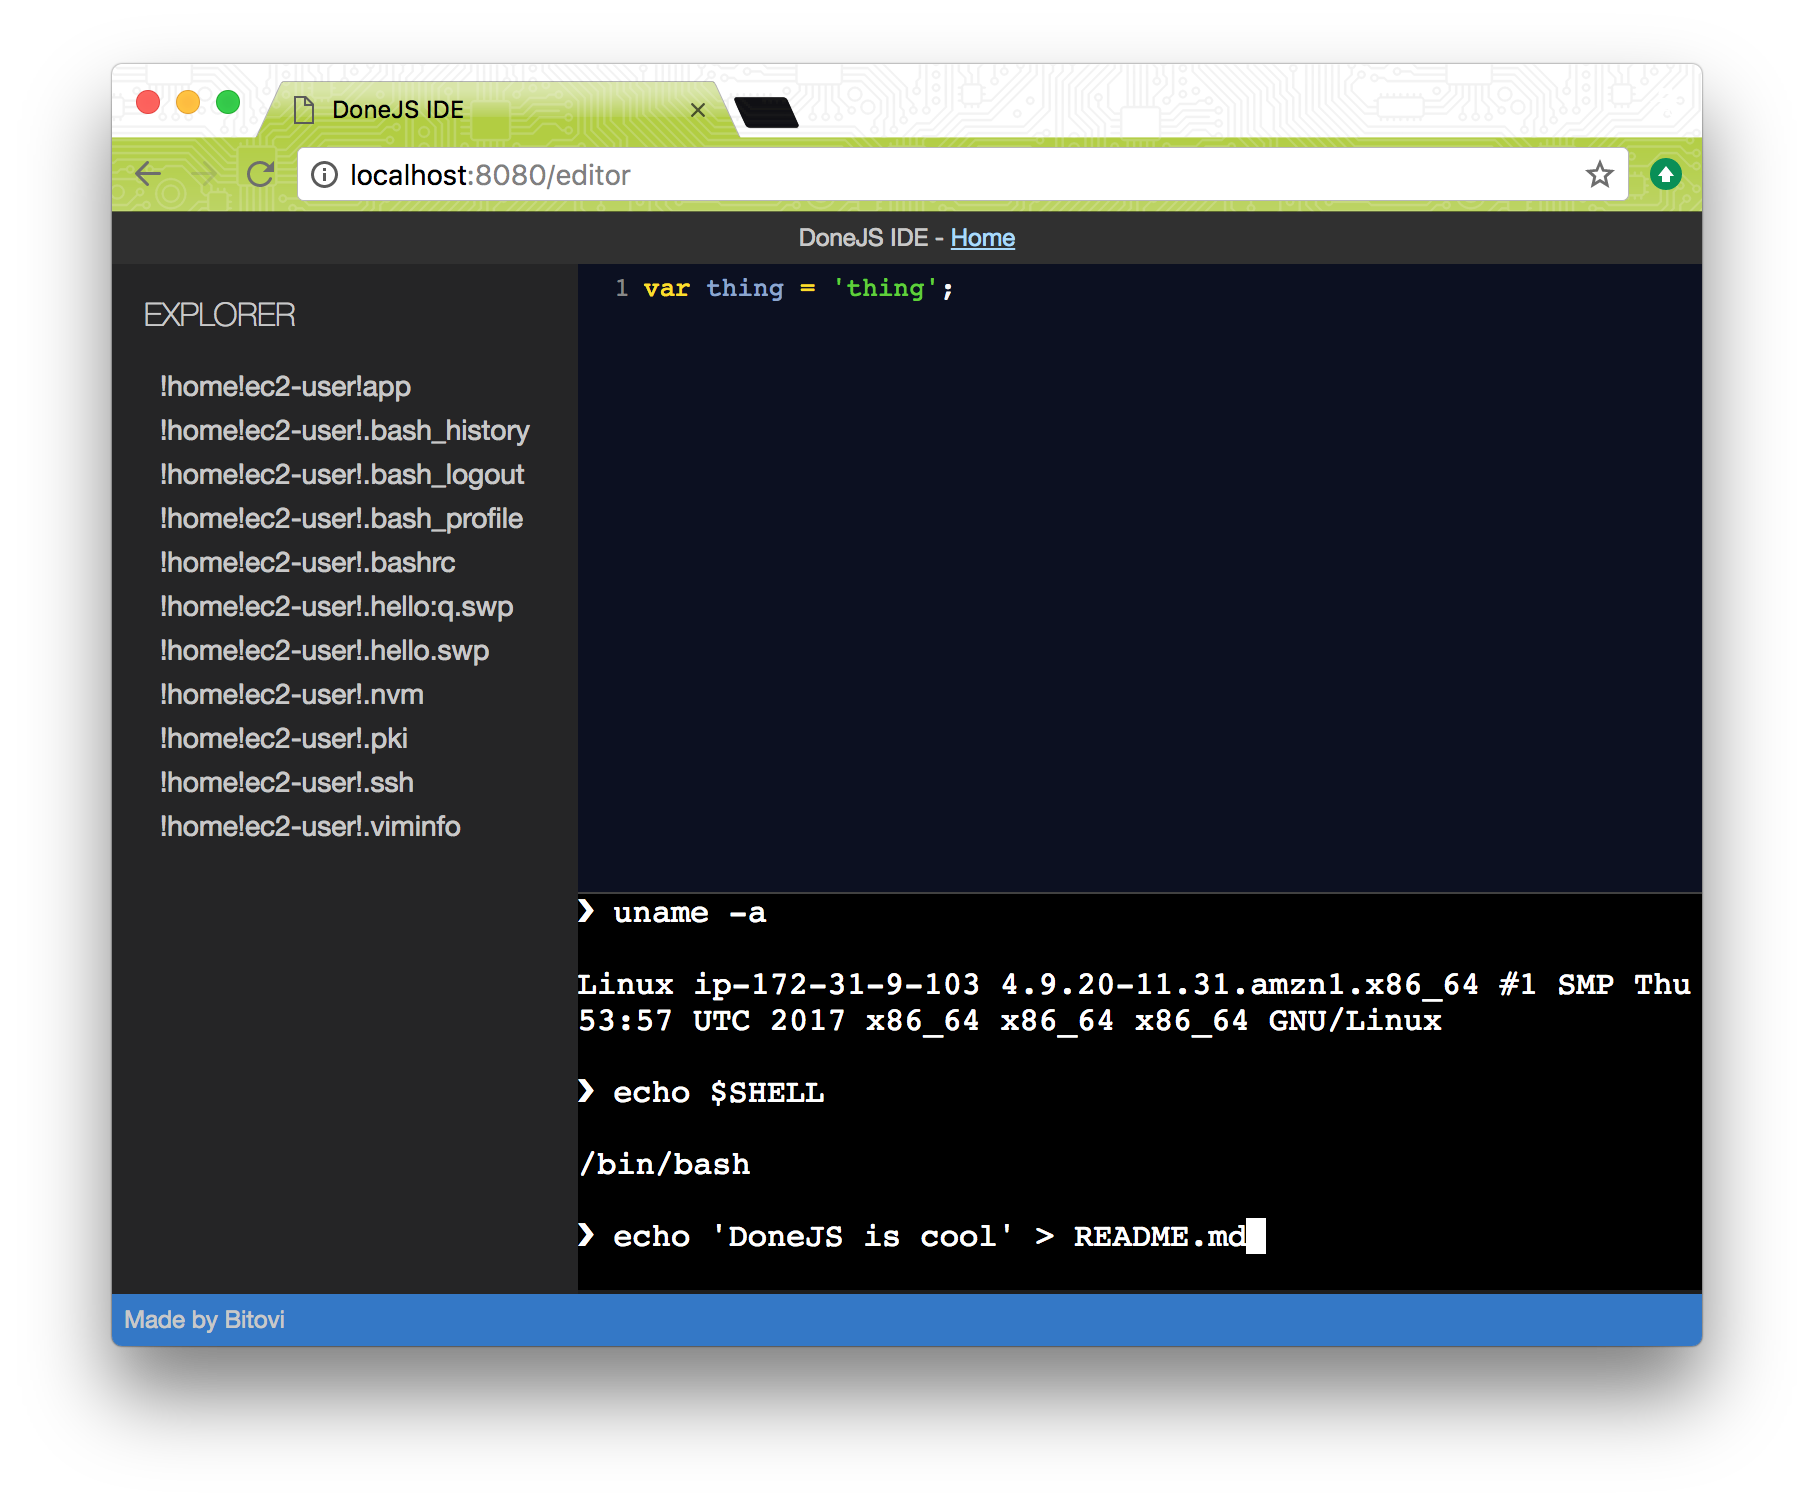 DoneJS IDE
localhost:8080/editor
DoneJS IDE - Home
EXPLORER
!home!ec2-user!app
!home!ec2-user!.bash_history
!home!ec2-user!.bash_logout
!home!ec2-user!.bash_profile
!home!ec2-user!.bashrc
!home!ec2-user!.hello:q.swp
!home!ec2-user!.hello.swp
!home!ec2-user!.nvm
!home!ec2-user!.pki
!home!ec2-user!.ssh
!home!ec2-user!.viminfo
1 var thing = 'thing';
❯ uname -a
Linux ip-172-31-9-103 4.9.20-11.31.amzn1.x86_64 #1 SMP Thu
53:57 UTC 2017 x86_64 x86_64 x86_64 GNU/Linux
❯ echo $SHELL
/bin/bash
❯ echo 'DoneJS is cool' > README.md
Made by Bitovi